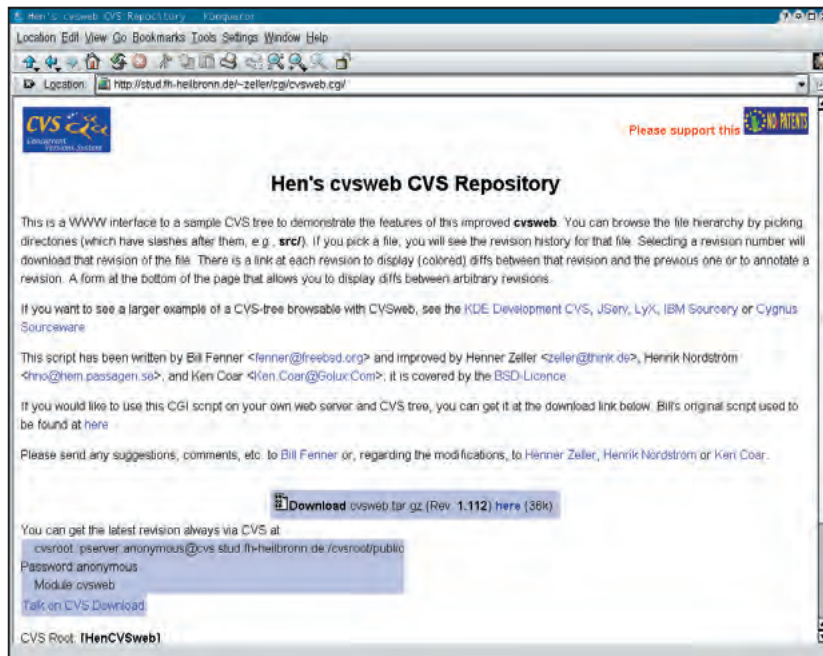 Hen's cvsweb CVS Repository - Konqueror
Location Edit View Go Bookmarks Tools Settings Window Help
Location: http://stud.fh-heilbronn.de/~zeller/cgi/cvsweb.cgi/
CVS
Concurrent
Versions System
Please support this NO PATENTS
Hen's cvsweb CVS Repository
This is a WWW interface to a sample CVS tree to demonstrate the features of this improved cvsweb. You can browse the file hierarchy by picking
directories (which have slashes after them, e.g., src/). If you pick a file, you will see the revision history for that file. Selecting a revision number will
download that revision of the file. There is a link at each revision to display (colored) diffs between that revision and the previous one or to annotate a
revision. A form at the bottom of the page that allows you to display diffs between arbitrary revisions.
If you want to see a larger example of a CVS-tree browsable with CVSweb, see the KDE Development CVS, JServ, LyX, IBM Sourcery or Cygnus
Sourceware
This script has been written by Bill Fenner <fenner@freebsd.org> and improved by Henner Zeller <zeller@think.de>, Henrik Nordström
<hno@hem.passagen.se>, and Ken Coar <Ken.Coar@Golux.Com>; it is covered by the BSD-Licence
If you would like to use this CGI script on your own web server and CVS tree, you can get it at the download link below. Bill's original script used to
be found at here
Please send any suggestions, comments, etc. to Bill Fenner or, regarding the modifications, to Henner Zeller, Henrik Nordstrom or Ken Coar.
Download cvsweb.tar.gz (Rev. 1.112) here (36k)
You can get the latest revision always via CVS at
cvsroot :pserver:anonymous@cvs.stud.fh-heilbronn.de:/cvsroot/public
Password anonymous
Module cvsweb
Talk on CVS Download
CVS Root: [HenCVSweb]